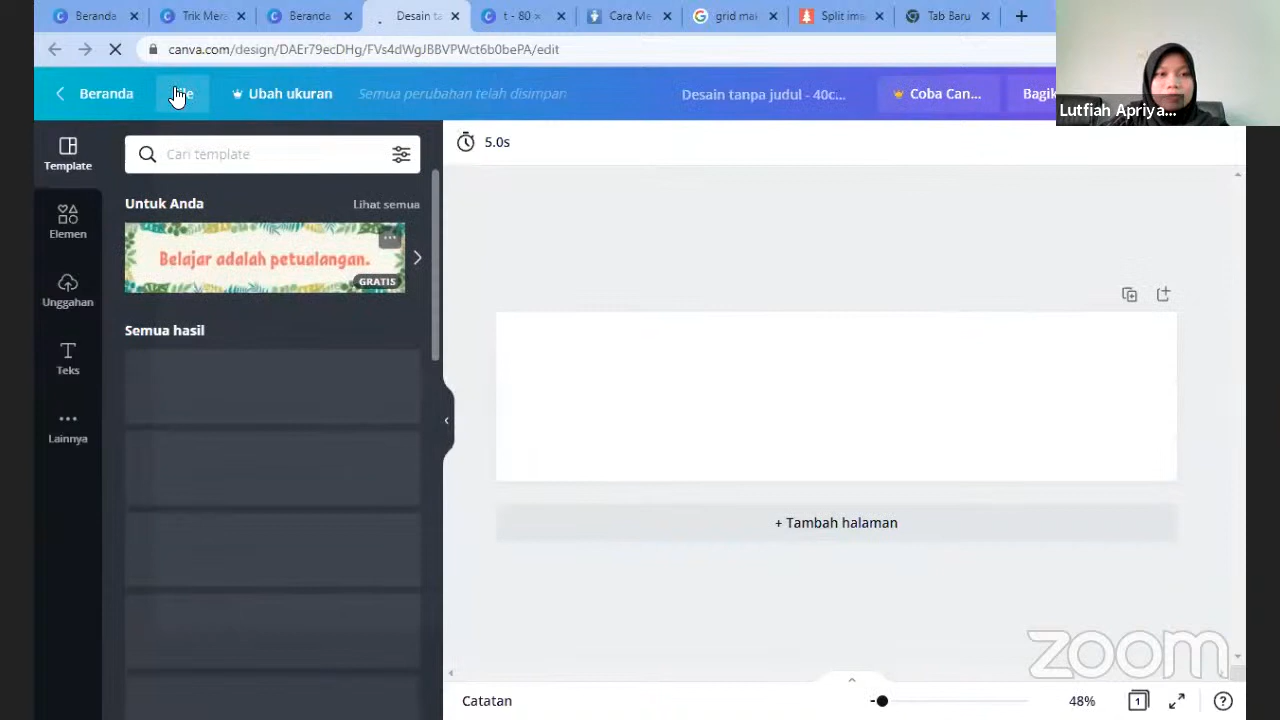 Beranda
Trik Mer
Beranda
Desain ta
t - 80 ×
Cara Me
grid mak
Split ima
Tab Baru
canva.com/design/DAEr79ecDHg/FVs4dWgJBBVPWct6b0bePA/edit
Beranda
Ubah ukuran
Semua perubahan telah disimpan
Desain tanpa judul - 40c...
Coba Can...
Bagik
Lutfiah Apriya...
Template
Cari template
5.0s
Untuk Anda
Lihat semua
Elemen
Belajar adalah petualangan.
GRATIS
Unggahan
Semua hasil
Teks
Lainnya
+ Tambah halaman
zoom
Catatan
48%
1